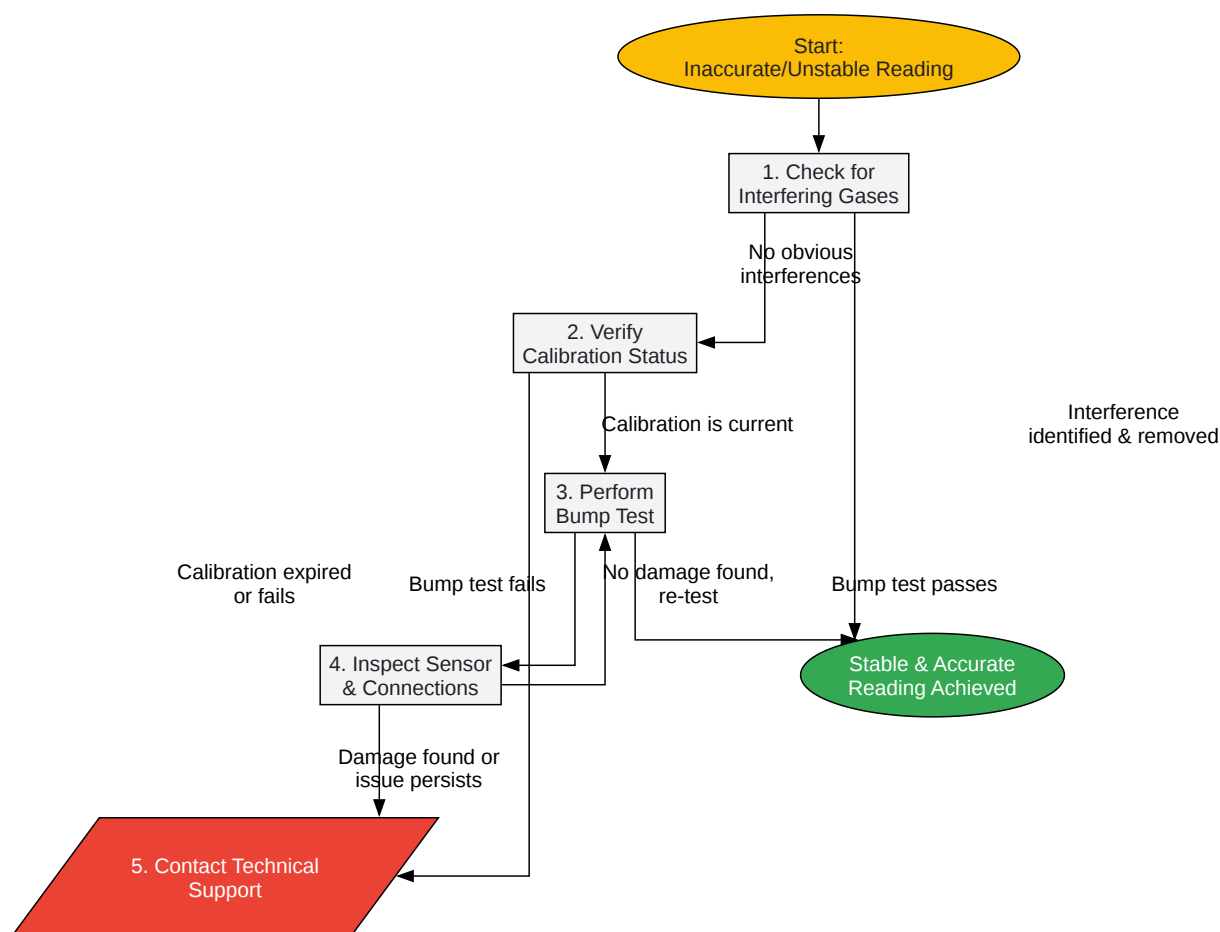 Start:
Inaccurate/Unstable Reading
1. Check for
Interfering Gases
No obvious
interferences
2. Verify
Calibration Status
Calibration is current
Interference
identified & removed
3. Perform
Bump Test
Calibration expired
or fails
Bump test fails
No damage found,
re-test
Bump test passes
4. Inspect Sensor
& Connections
Stable & Accurate
Reading Achieved
Damage found or
issue persists
5. Contact Technical
Support